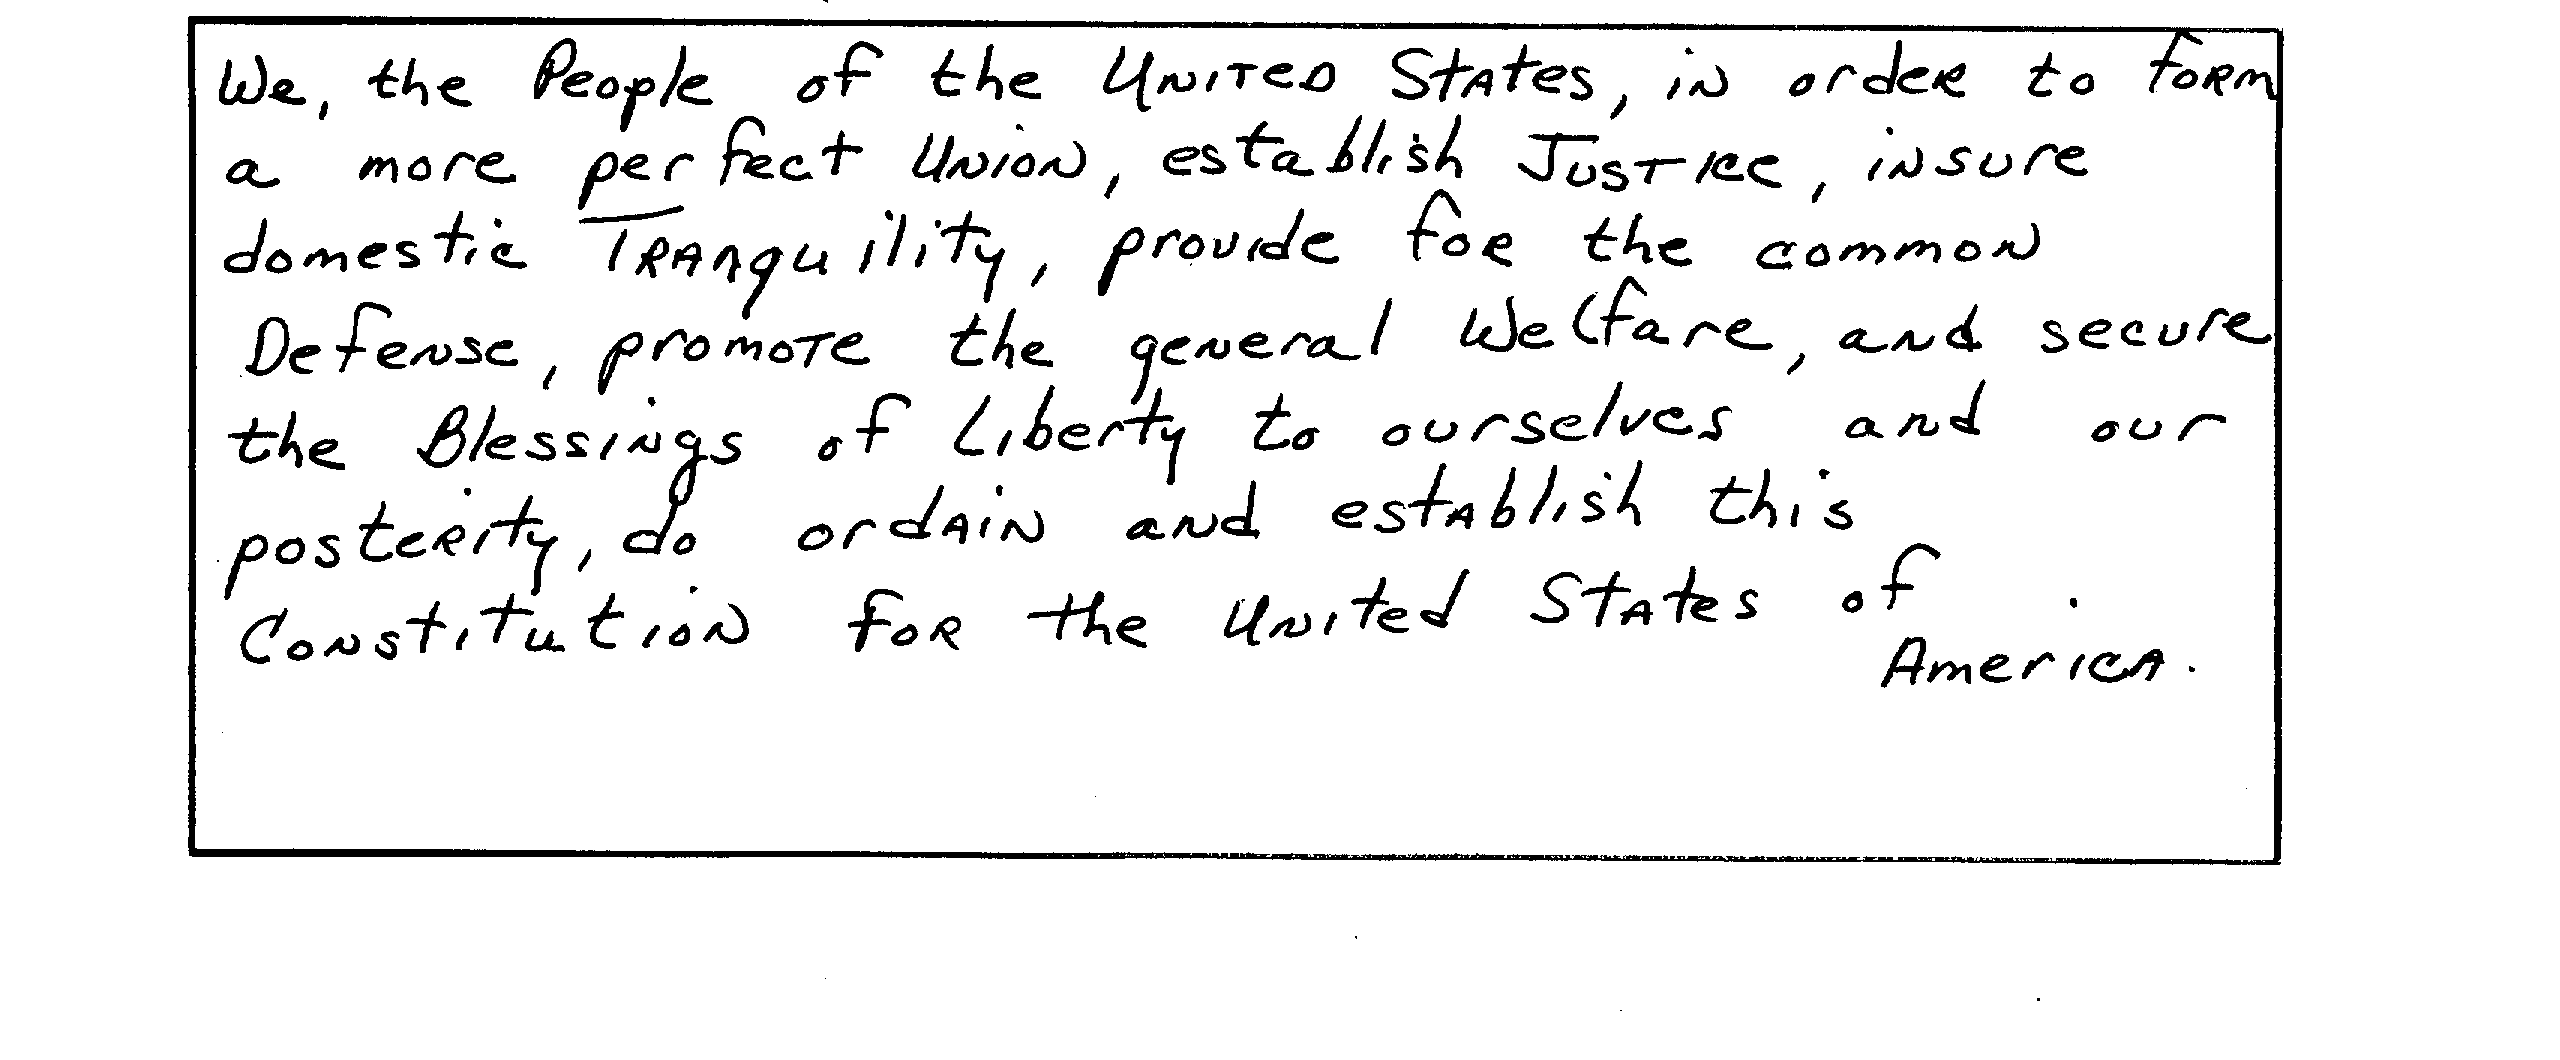 We, the People of the United States, in order to form
a more perfect Union, establish Justice, insure
domestic Tranquility, provide for the common
Defense, promote the general Welfare, and secure
the Blessings of Liberty to ourselves and our
posterity, do ordain and establish this
Constitution for the United States of
America.